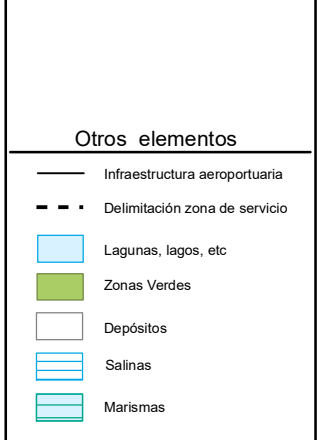 Otros elementos
Infraestructura aeroportuaria
Delimitación zona de servicio
Lagunas, lagos, etc
Zonas Verdes
Depósitos
Salinas
Marismas